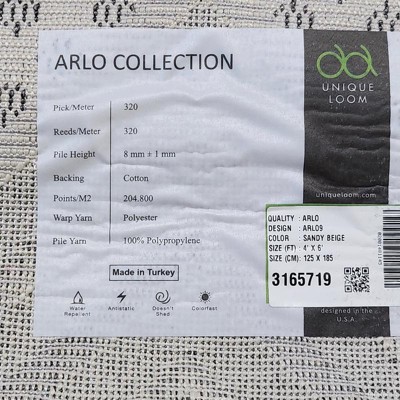 ARLO COLLECTION
Pick/Meter 320
Reeds/Meter 320
Pile Height 8 mm ± 1 mm
Backing Cotton
Points/M2 204.800
Warp Yarn Polyester
Pile Yarn 100% Polypropylene
Made in Turkey
Water Repellent
Antistatic
Doesn't Shed
Colorfast
UNIQUE
LOOM
uniqueloom.com
QUALITY : ARLO
DESIGN : ARLO9
COLOR : SANDY BEIGE
SIZE (FT) : 4' X 6'
SIZE (CM): 125 X 185
3165719
designed in the
U.S.A.